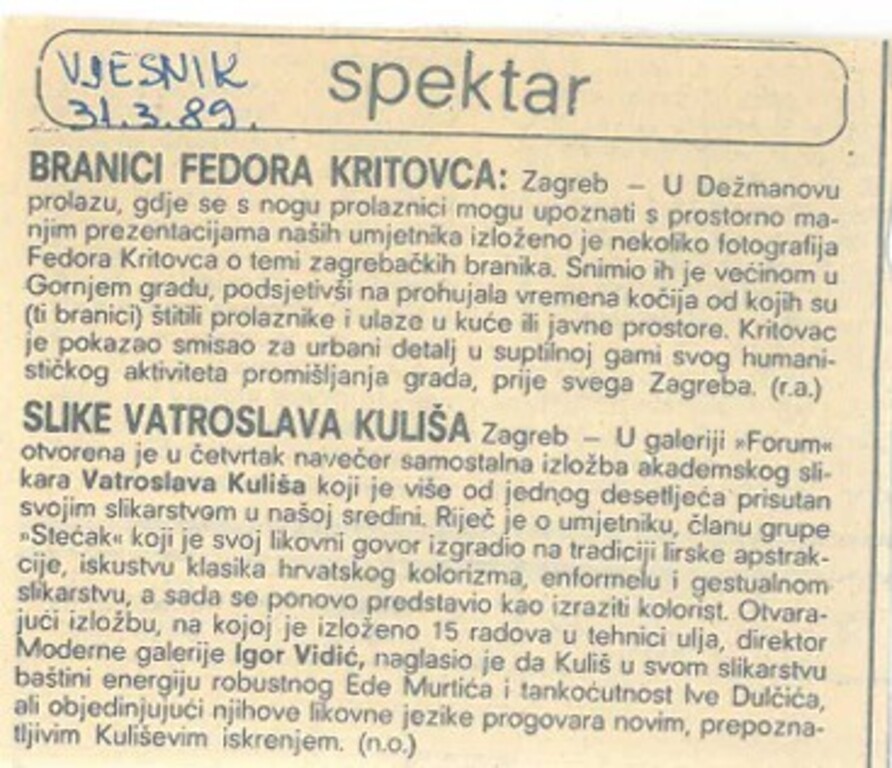 VJESNIK
31.3.89.
spektar
BRANICI FEDORA KRITOVCA: Zagreb – U Dežmanovu
prolazu, gdje se s nogu prolaznici mogu upoznati s prostorno ma-
njim prezentacijama naših umjetnika izloženo je nekoliko fotografija
Fedora Kritovca o temi zagrebačkih branika. Snimio ih je većinom u
Gornjem gradu, podsjetivši na prohujala vremena kočija od kojih su
(ti branici) štitili prolaznike i ulaze u kuće ili javne prostore. Kritovac
je pokazao smisao za urbani detalj u suptilnoj gami svog humani-
stičkog aktiviteta promišljanja grada, prije svega Zagreba. (r.a.)
SLIKE VATROSLAVA KULIŠA Zagreb – U galeriji »Forum«
otvorena je u četvrtak navečer samostalna izložba akademskog sli-
kara Vatroslava Kuliša koji je više od jednog desetljeća prisutan
svojim slikarstvom u našoj sredini. Riječ je o umjetniku, članu grupe
»Stećak« koji je svoj likovni govor izgradio na tradiciji lirske apstrak-
cije, iskustvu klasika hrvatskog kolorizma, enformelu i gestualnom
slikarstvu, a sada se ponovo predstavio kao izraziti kolorist. Otvara-
jući izložbu, na kojoj je izloženo 15 radova u tehnici ulja, direktor
Moderne galerije Igor Vidić, naglasio je da Kuliš u svom slikarstvu
baštini energiju robustnog Ede Murtića i tankoćutnost Ive Dulčića,
ali objedinjujući njihove likovne jezike progovara novim, prepozna-
tljivim Kuliševim iskrenjem. (n.o.)